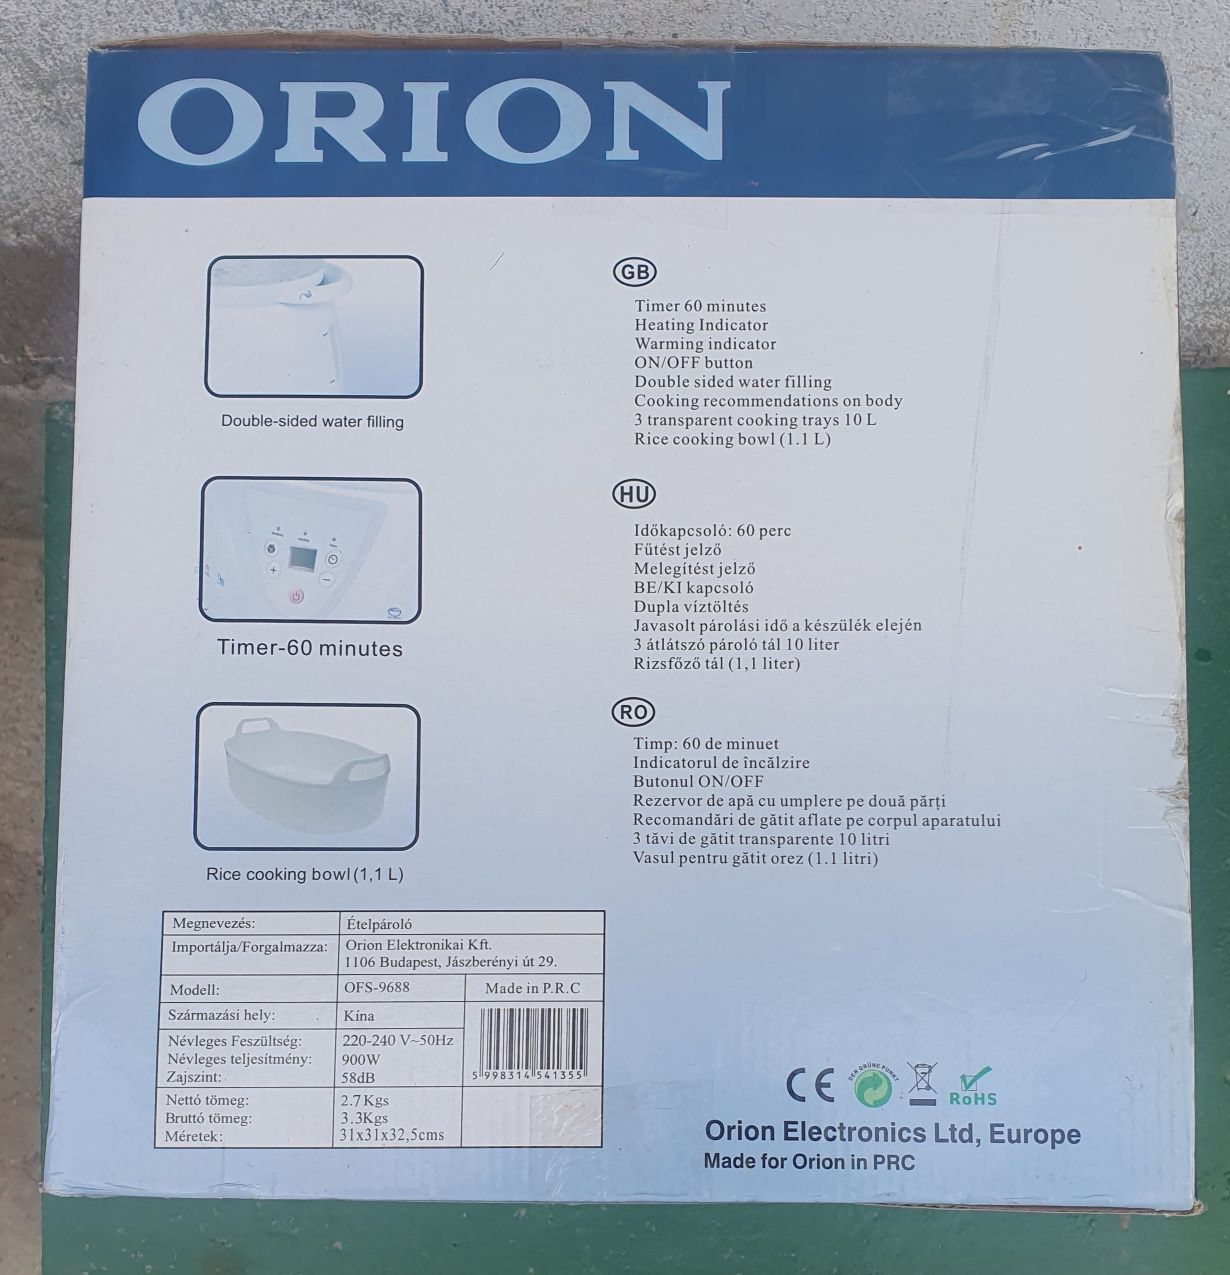 ORION
Double-sided water filling
Timer-60 minutes
Rice cooking bowl (1,1 L)
GB
Timer 60 minutes
Heating Indicator
Warming indicator
ON/OFF button
Double sided water filling
Cooking recommendations on body
3 transparent cooking trays 10 L
Rice cooking bowl (1.1 L)
HU
Időkapcsoló: 60 perc
Fűtést jelző
Melegítést jelző
BE/KI kapcsoló
Dupla víztöltés
Javasolt párolási idő a készülék elején
3 átlátszó pároló tál 10 liter
Rizsfőző tál (1,1 liter)
RO
Timp: 60 de minuet
Indicatorul de încălzire
Butonul ON/OFF
Rezervor de apă cu umplere pe două părți
Recomandări de gătit aflate pe corpul aparatului
3 tăvi de gătit transparente 10 litri
Vasul pentru gătit orez (1.1 litri)
Megnevezés: Ételpároló
Importálja/Forgalmazza: Orion Elektronikai Kft.
1106 Budapest, Jászberényi út 29.
Modell: OFS-9688 Made in P.R.C
Származási hely: Kína
Névleges Feszültség: 220-240 V~50Hz
Névleges teljesítmény: 900W
Zajszint: 58dB
5 998314 541355
Nettó tömeg: 2.7 Kgs
Bruttó tömeg: 3.3Kgs
Méretek: 31x31x32,5cms
CE
DER GRÜNE PUNKT
RoHS
Orion Electronics Ltd, Europe
Made for Orion in PRC